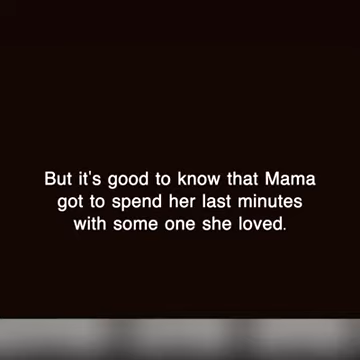 But it's good to know that Mama
got to spend her last minutes
with some one she loved.